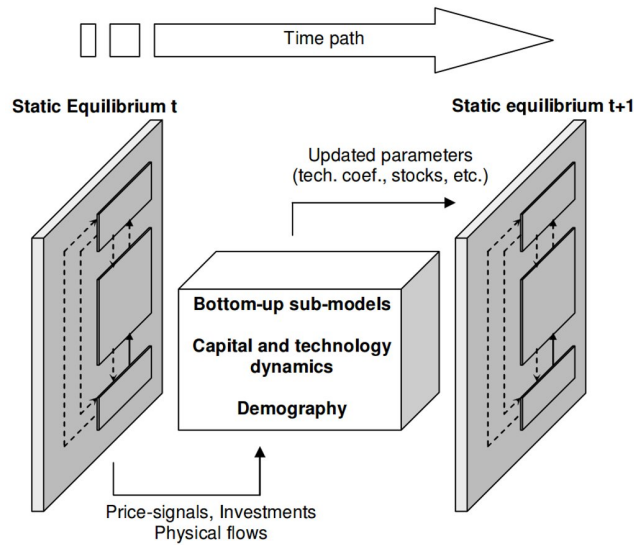 Time path
Static Equilibrium t
Static equilibrium t+1
Updated parameters
(tech. coef., stocks, etc.)
Bottom-up sub-models
Capital and technology
dynamics
Demography
Price-signals, Investments
Physical flows